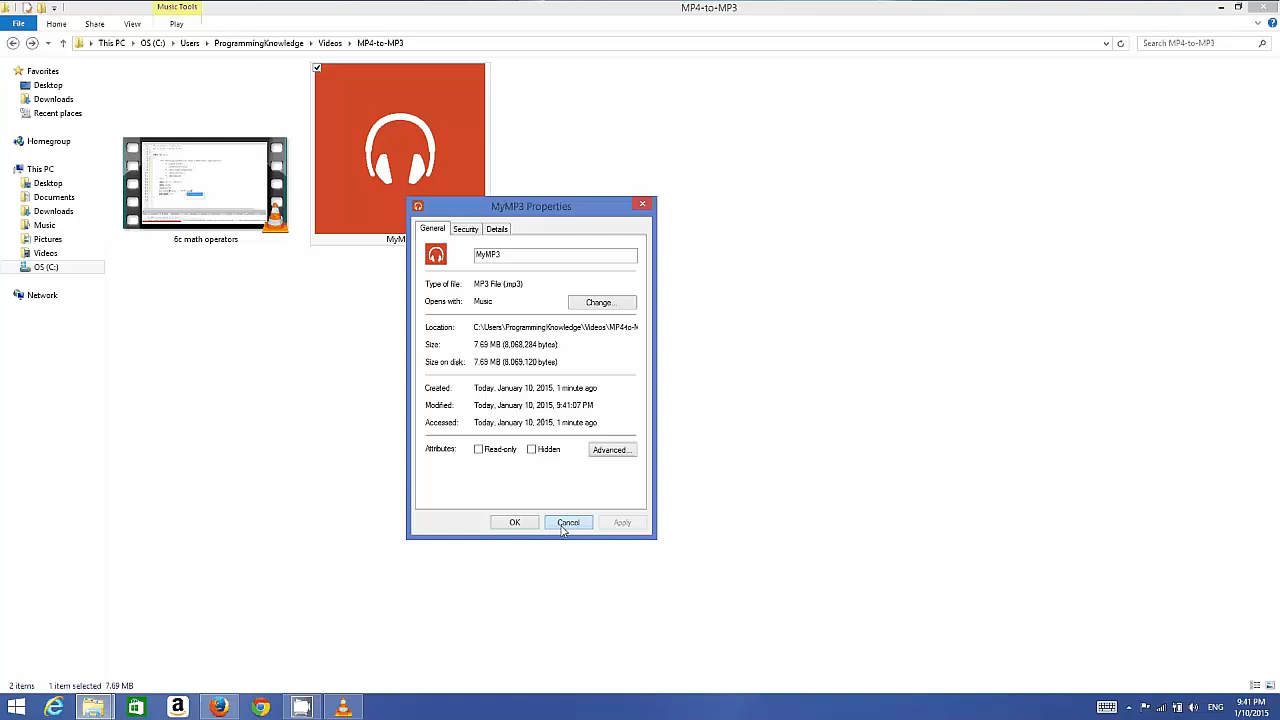 Music Tools
MP4-to-MP3
File Home Share View Play
This PC OS (C:) Users ProgrammingKnowledge Videos MP4-to-MP3
Search MP4-to-MP3
Favorites
Desktop
Downloads
Recent places
Homegroup
This PC
Desktop
Documents
Downloads
Music
Pictures
Videos
OS (C:)
Network
6c math operators
MyM
MyMP3 Properties
General Security Details
MyMP3
Type of file: MP3 File (.mp3)
Opens with: Music Change...
Location: C:\Users\ProgrammingKnowledge\Videos\MP4-to-M
Size: 7.69 MB (8,068,284 bytes)
Size on disk: 7.69 MB (8,069,120 bytes)
Created: Today, January 10, 2015, 1 minute ago
Modified: Today, January 10, 2015, 9:41:07 PM
Accessed: Today, January 10, 2015, 1 minute ago
Attributes: Read-only Hidden Advanced...
OK Cancel Apply
2 items 1 item selected 7.69 MB
ENG
9:41 PM
1/10/2015